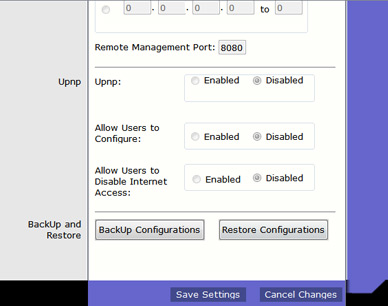 0 . 0 . 0 . 0 to 0
Remote Management Port: 8080
Upnp
Upnp: Enabled Disabled
Allow Users to
Configure: Enabled Disabled
Allow Users to
Disable Internet
Access: Enabled Disabled
BackUp and
Restore
BackUp Configurations Restore Configurations
Save Settings Cancel Changes